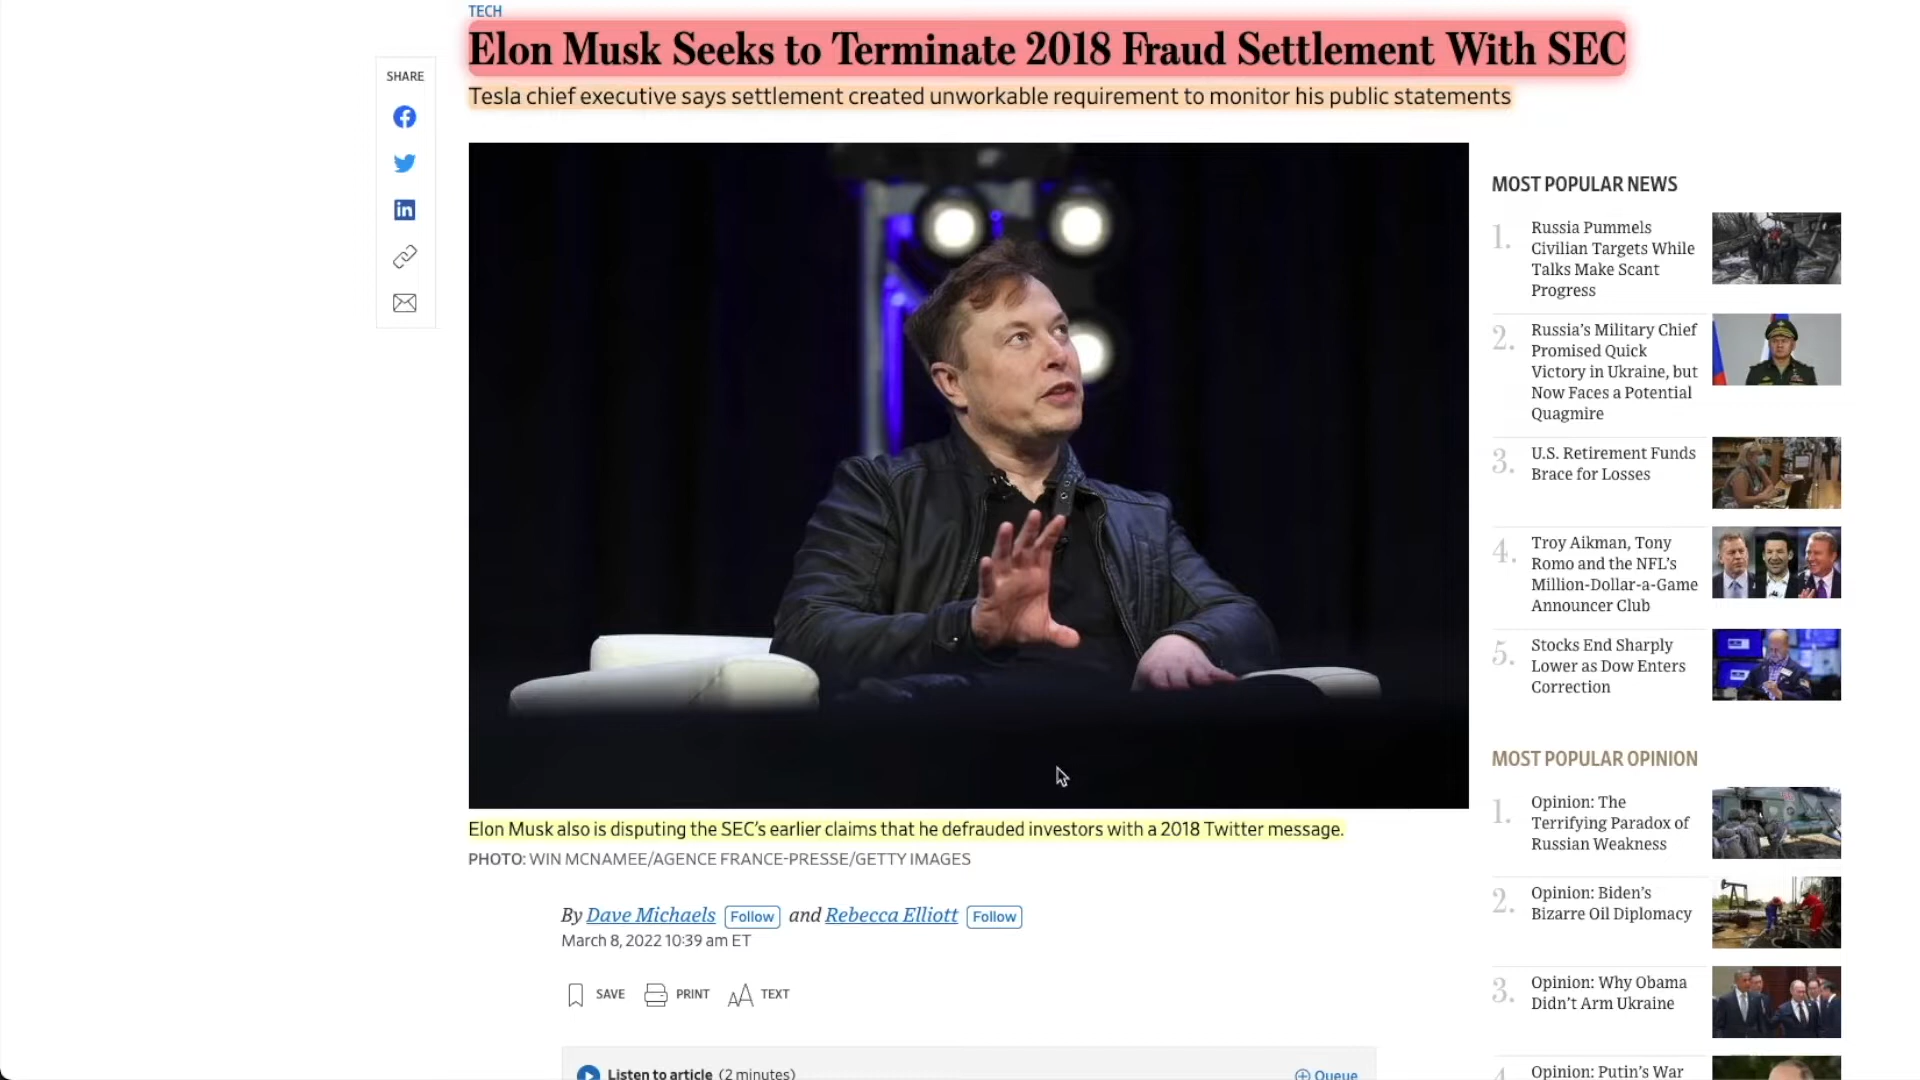 TECH
Elon Musk Seeks to Terminate 2018 Fraud Settlement With SEC
Tesla chief executive says settlement created unworkable requirement to monitor his public statements
SHARE
Elon Musk also is disputing the SEC's earlier claims that he defrauded investors with a 2018 Twitter message.
PHOTO: WIN MCNAMEE/AGENCE FRANCE-PRESSE/GETTY IMAGES
By Dave Michaels Follow and Rebecca Elliott Follow
March 8, 2022 10:39 am ET
SAVE PRINT AA TEXT
Listen to article (2 minutes)
Queue
MOST POPULAR NEWS
1.
Russia Pummels
Civilian Targets While
Talks Make Scant
Progress
2.
Russia's Military Chief
Promised Quick
Victory in Ukraine, but
Now Faces a Potential
Quagmire
3.
U.S. Retirement Funds
Brace for Losses
4.
Troy Aikman, Tony
Romo and the NFL's
Million-Dollar-a-Game
Announcer Club
5.
Stocks End Sharply
Lower as Dow Enters
Correction
MOST POPULAR OPINION
1.
Opinion: The
Terrifying Paradox of
Russian Weakness
2.
Opinion: Biden's
Bizarre Oil Diplomacy
3.
Opinion: Why Obama
Didn't Arm Ukraine
4.
Opinion: Putin's War